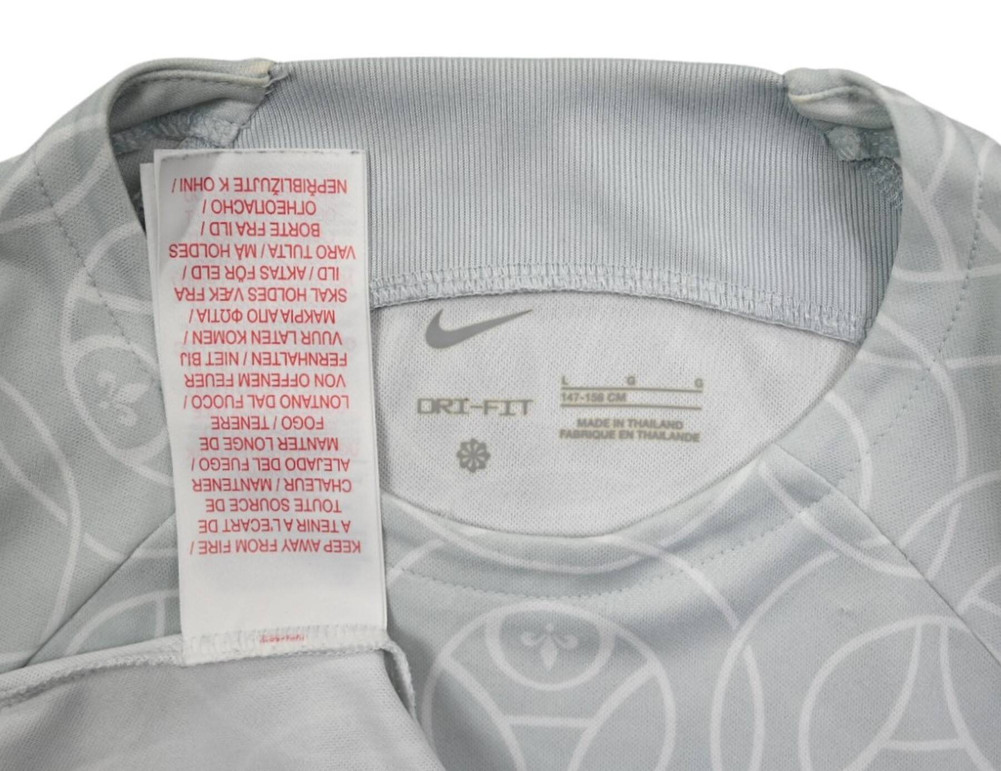 KEEP AWAY FROM FIRE /
A TENIR A L'ECART DE
TOUTE SOURCE DE
CHALEUR / MANTENER
ALEJADO DEL FUEGO /
MANTER LONGE DE
FOGO / TENERE
LONTANO DAL FUOCO /
VON OFFENEM FEUER
FERNHALTEN / NIET BIJ
VUUR LATEN KOMEN /
ΜΑΚΡΙΑ ΑΠΟ ΦΩΤΙΑ /
SKAL HOLDES VÆK FRA
ILD / AKTAS FÖR ELD /
VARO TULTA / MÅ HOLDES
BORTE FRA ILD /
ОГНЕОПАСНО /
NEPŘIBLIŽUJTE K OHNI /
DRI-FIT
L G G
147-158 CM
MADE IN THAILAND
FABRIQUE EN THAILANDE